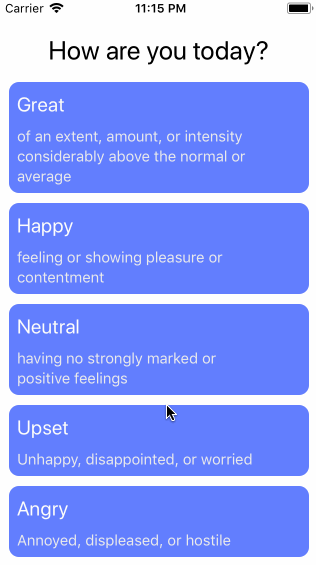 Carrier 11:15 PM
How are you today?
Great
of an extent, amount, or intensity
considerably above the normal or
average
Happy
feeling or showing pleasure or
contentment
Neutral
having no strongly marked or
positive feelings
Upset
Unhappy, disappointed, or worried
Angry
Annoyed, displeased, or hostile